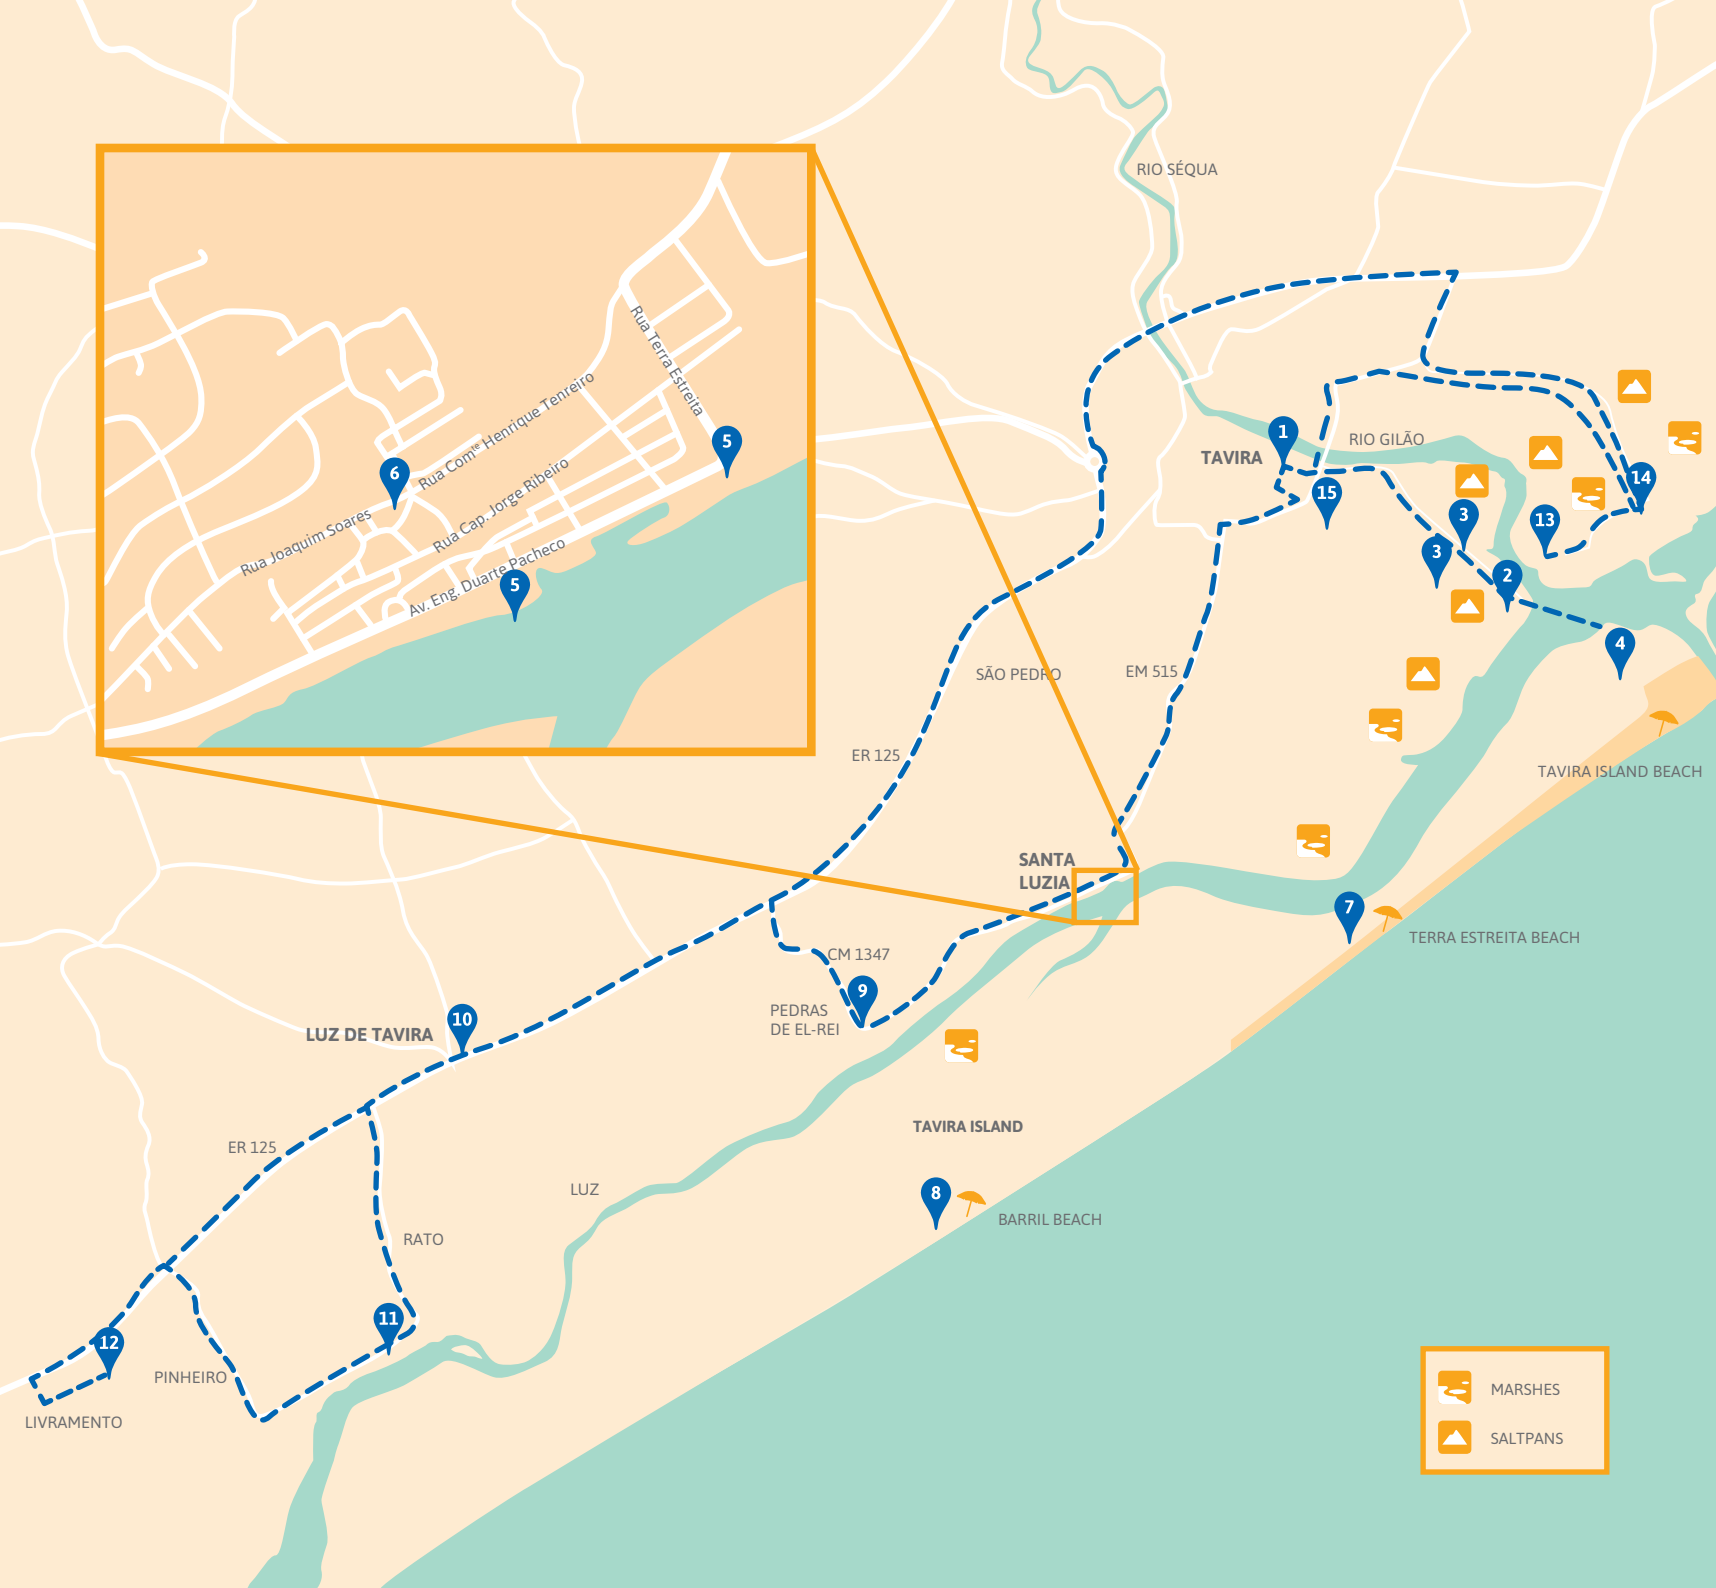 RIO SÉQUA
Rua Terra Estreita
Rua Com.te Henrique Tenreiro
5
6
Rua Cap. Jorge Ribeiro
Rua Joaquim Soares
Av. Eng. Duarte Pacheco
5
1
TAVIRA
RIO GILÃO
15
14
13
3
3
2
4
SÃO PEDRO
EM 515
ER 125
TAVIRA ISLAND BEACH
SANTA
LUZIA
7
TERRA ESTREITA BEACH
CM 1347
9
PEDRAS
DE EL-REI
10
LUZ DE TAVIRA
TAVIRA ISLAND
ER 125
LUZ
8
BARRIL BEACH
RATO
11
12
PINHEIRO
LIVRAMENTO
MARSHES
SALTPANS